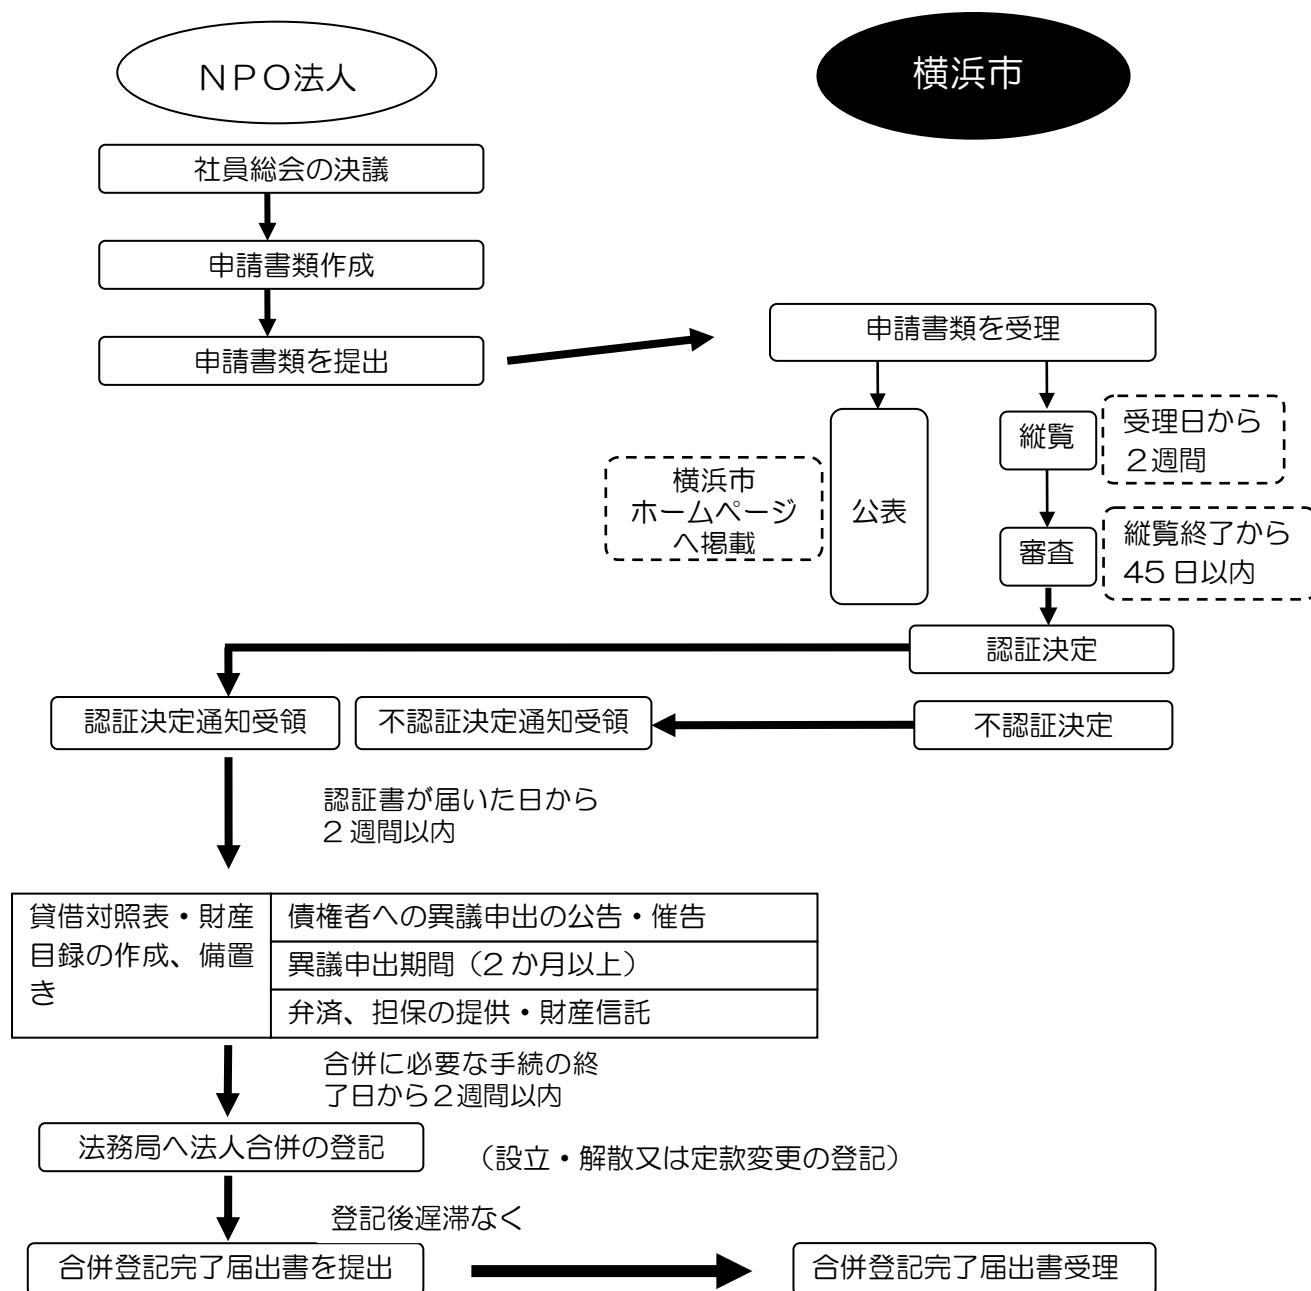 NPO法人
横浜市
社員総会の決議
申請書類作成
申請書類を提出
申請書類を受理
縦覧
受理日から
2週間
横浜市
ホームページ
へ掲載
公表
審査
縦覧終了から
45日以内
認証決定
認証決定通知受領
不認証決定通知受領
不認証決定
認証書が届いた日から
2週間以内
貸借対照表・財産
目録の作成、備置
き
債権者への異議申出の公告・催告
異議申出期間(2か月以上)
弁済、担保の提供・財産信託
合併に必要な手続の終
了日から2週間以内
法務局へ法人合併の登記
(設立・解散又は定款変更の登記)
登記後遅滞なく
合併登記完了届出書を提出
合併登記完了届出書受理